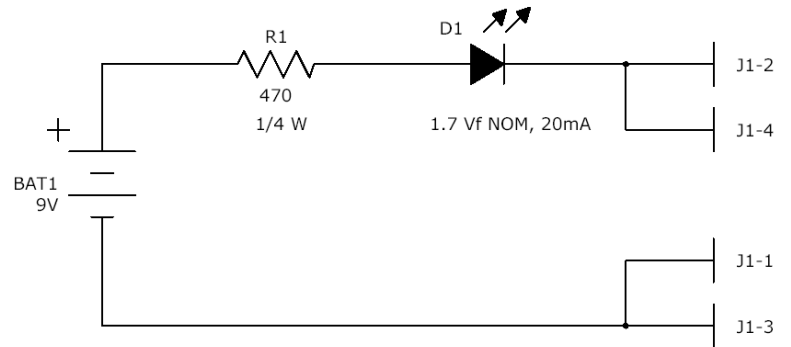 R1
470
1/4 W
D1
1.7 Vf NOM, 20mA
J1-2
J1-4
+
BAT1
9V
J1-1
J1-3